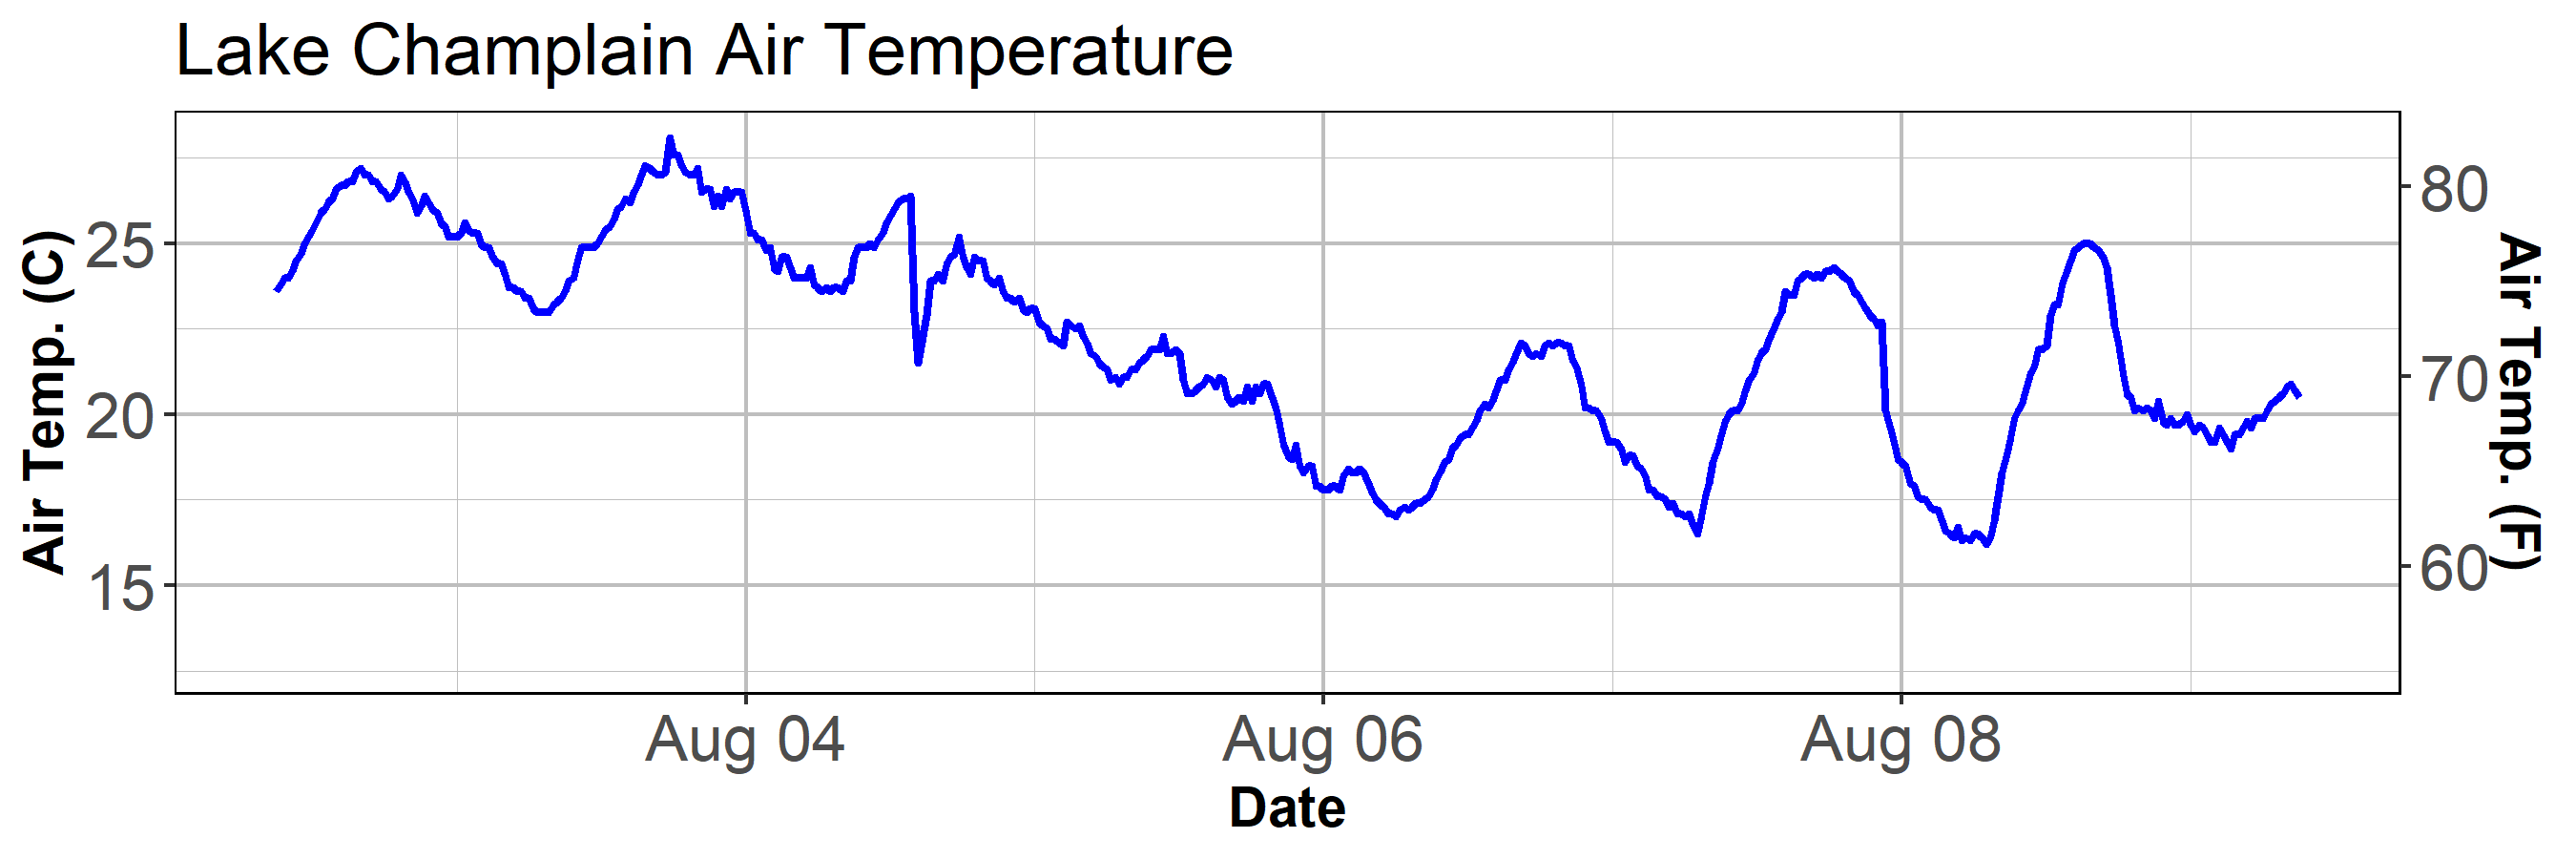 Lake Champlain Air Temperature
Air Temp. (C)
25
20
15
80
70
60
Air Temp. (F)
Aug 04
Aug 06
Aug 08
Date